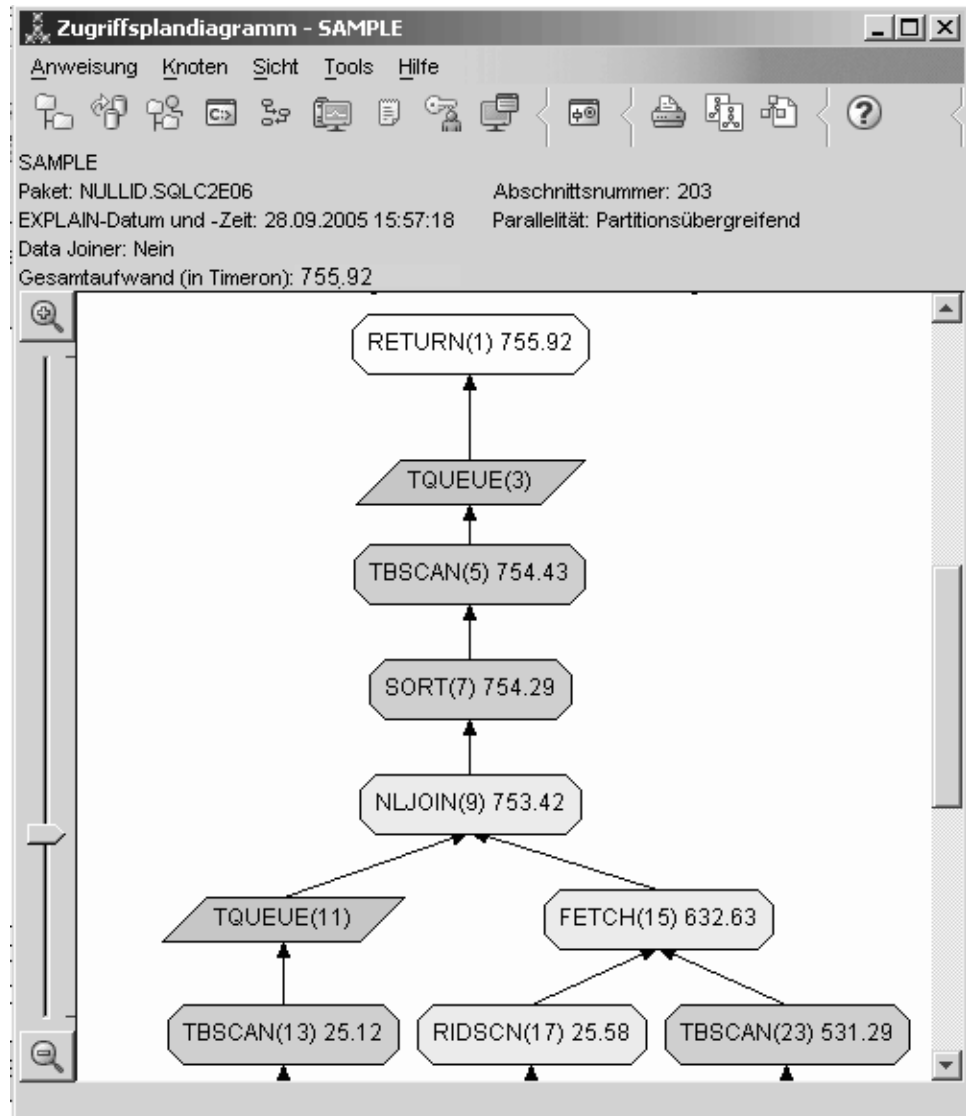 Zugriffsplandiagramm - SAMPLE
Anweisung Knoten Sicht Tools Hilfe
C:>
?
SAMPLE
Paket: NULLID.SQLC2E06 Abschnittsnummer: 203
EXPLAIN-Datum und -Zeit: 28.09.2005 15:57:18 Parallelität: Partitionsübergreifend
Data Joiner: Nein
Gesamtaufwand (in Timeron): 755.92
RETURN(1) 755.92
TQUEUE(3)
TBSCAN(5) 754.43
SORT(7) 754.29
NLJOIN(9) 753.42
TQUEUE(11) FETCH(15) 632.63
TBSCAN(13) 25.12 RIDSCN(17) 25.58 TBSCAN(23) 531.29